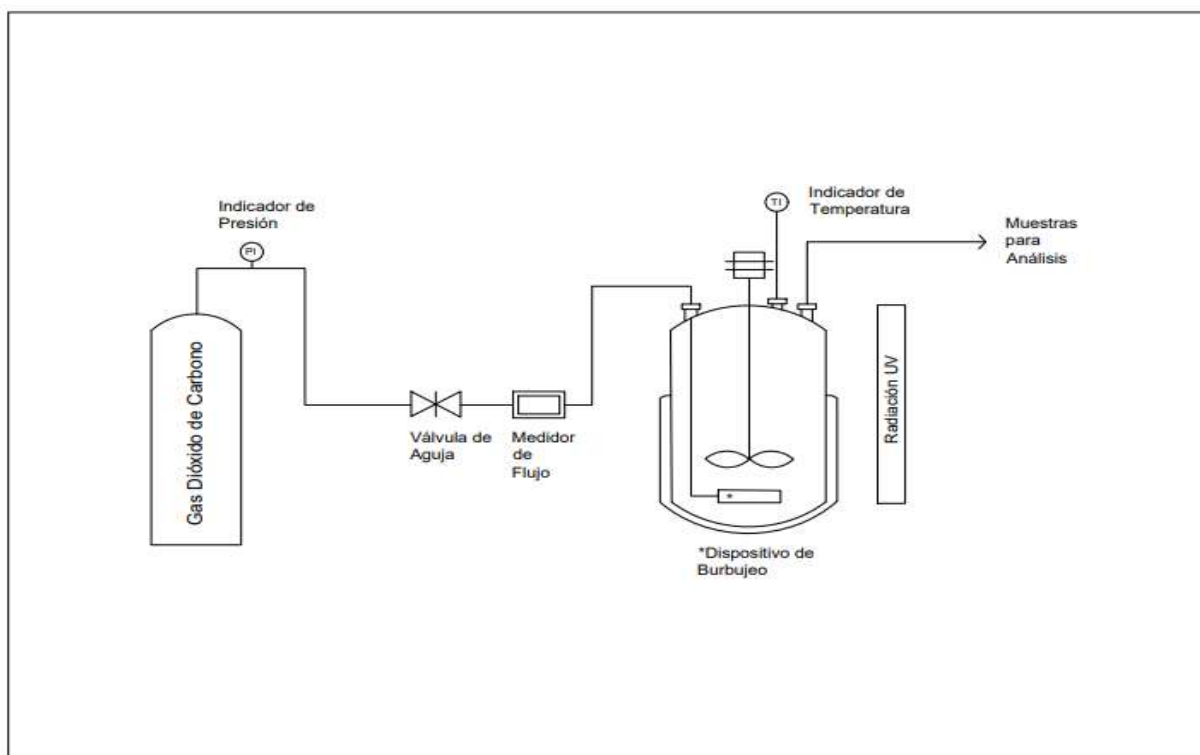 Indicador de
Presión
PI
Gas Dióxido de Carbono
Válvula de
Aguja
Medidor
de
Flujo
TI
Indicador de
Temperatura
Muestras
para
Análisis
Radiación UV
*
*Dispositivo de
Burbujeo